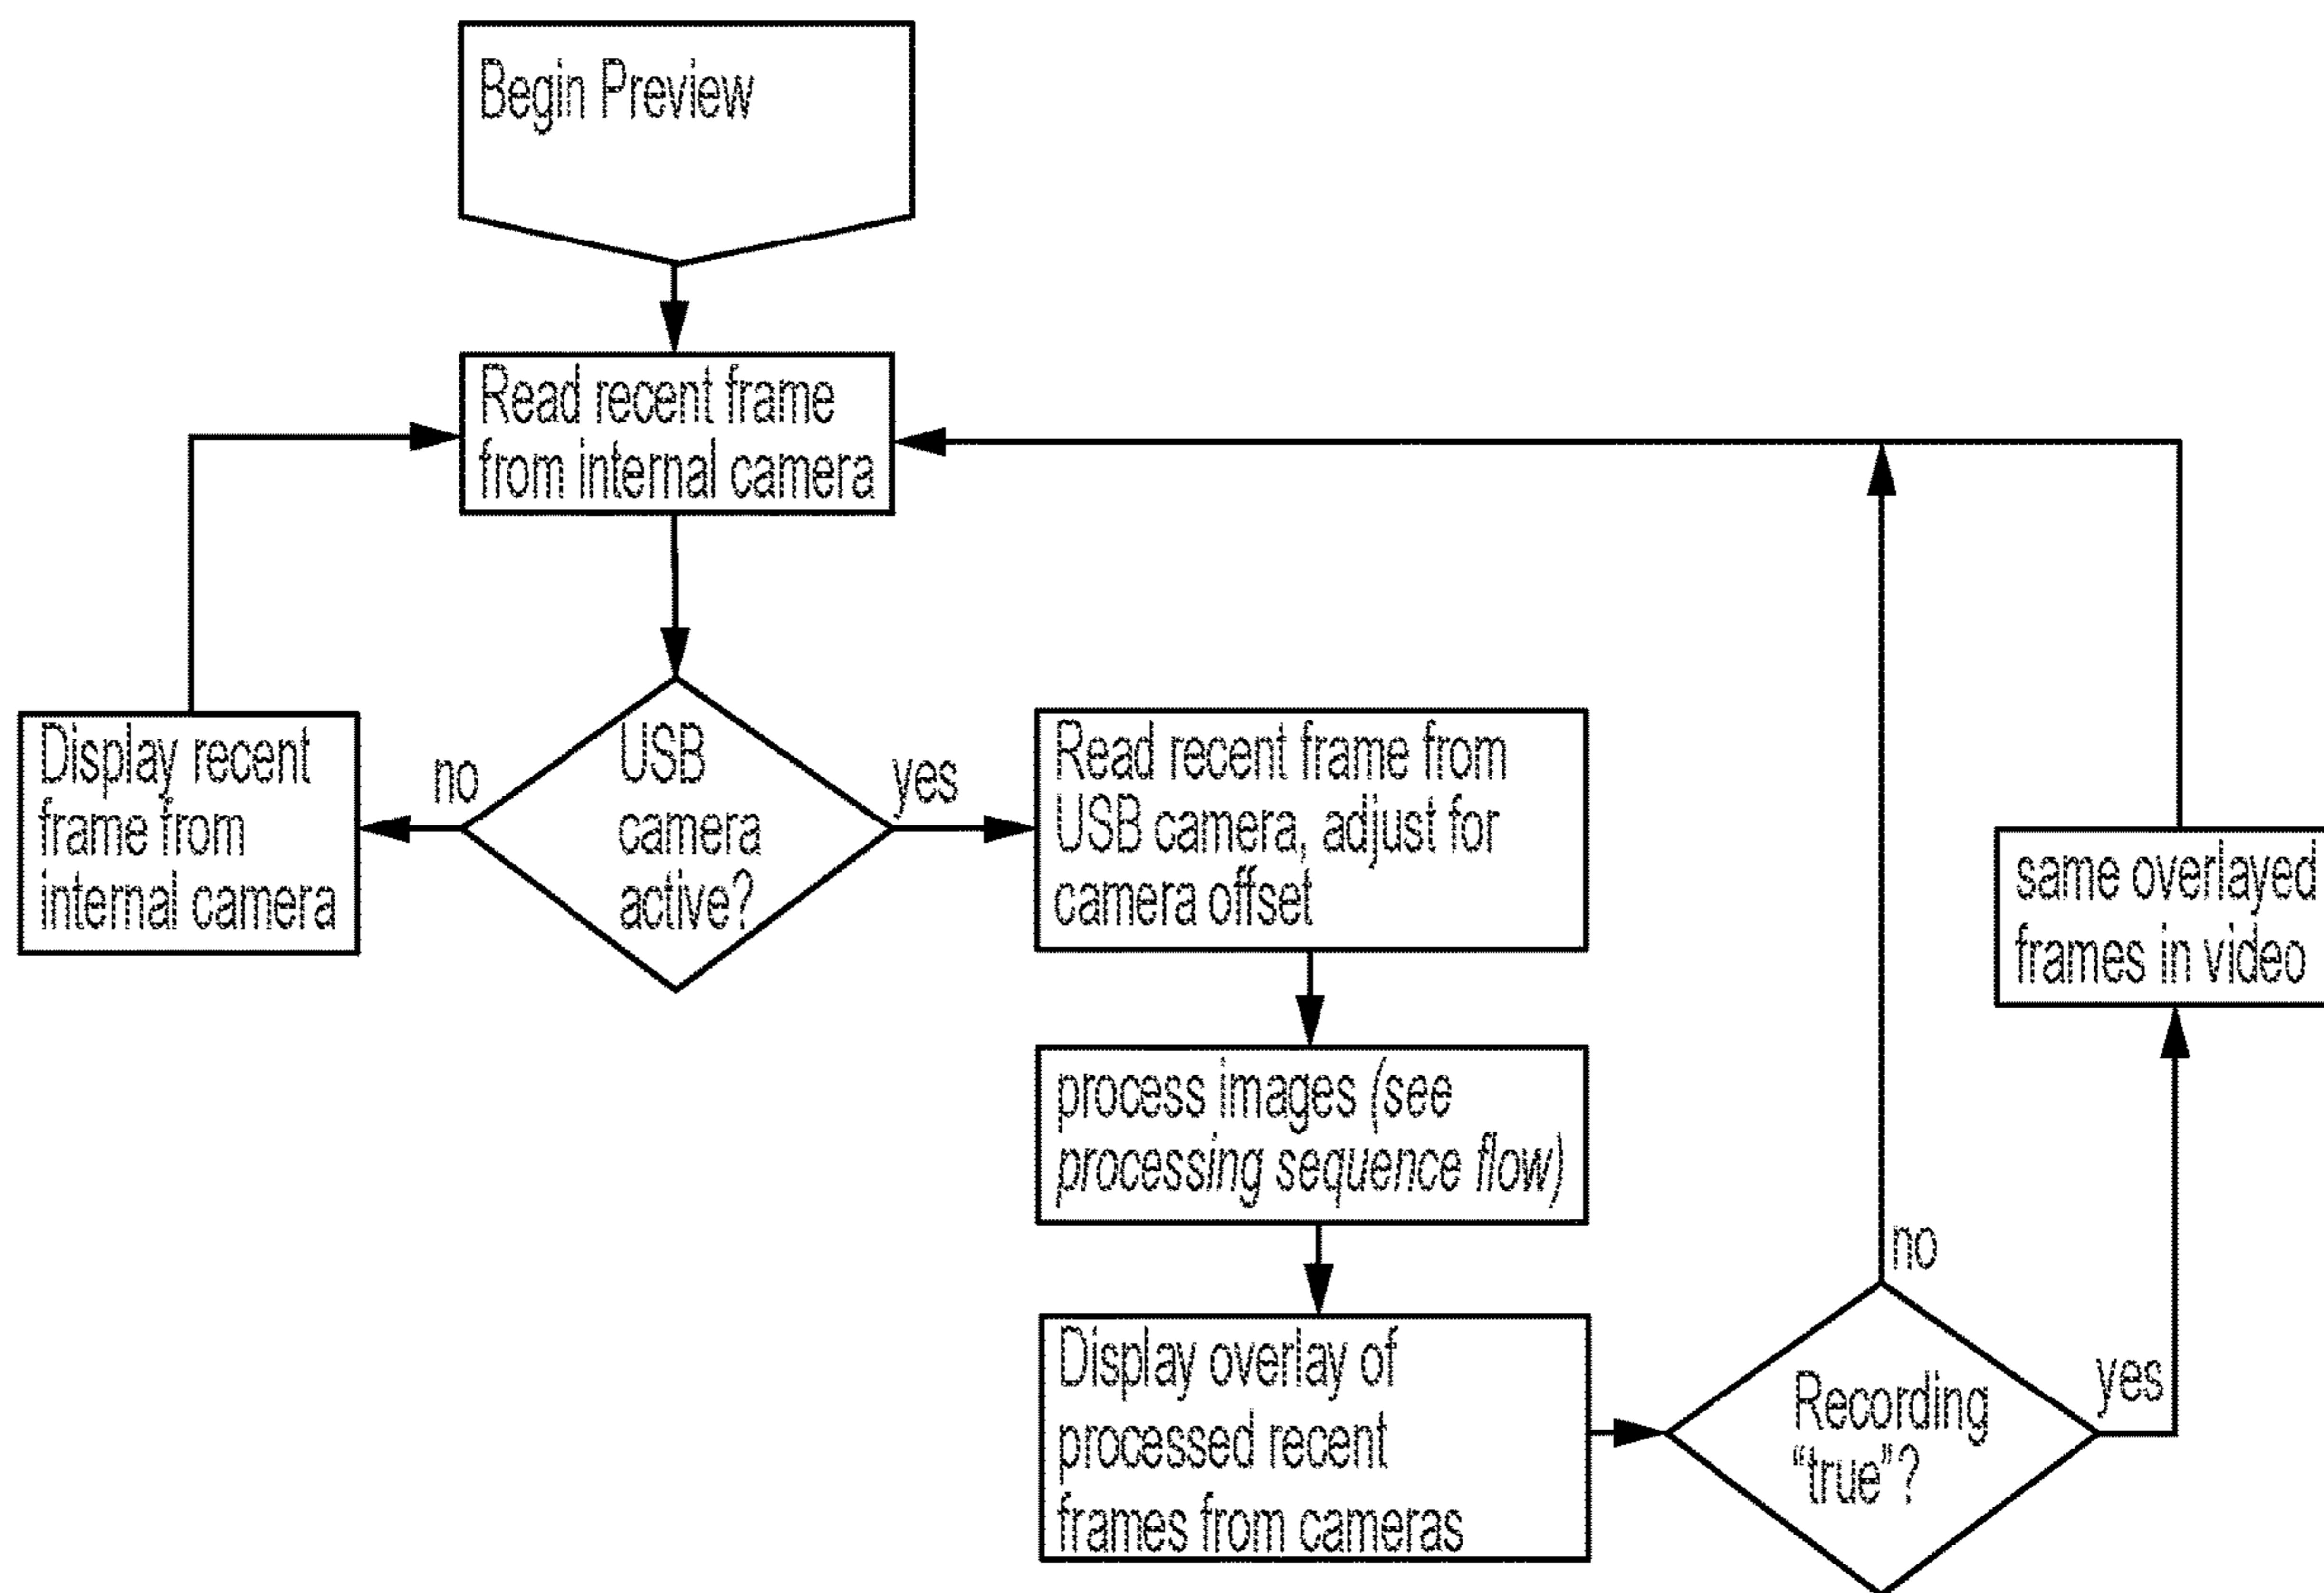 Begin Preview
Read recent frame
from internal camera
Display recent
frame from
internal camera
no
USB
camera
active?
yes
Read recent frame from
USB camera, adjust for
camera offset
same overlayed
frames in video
process images (see
processing sequence flow)
no
Display overlay of
processed recent
frames from cameras
Recording
“true”?
yes